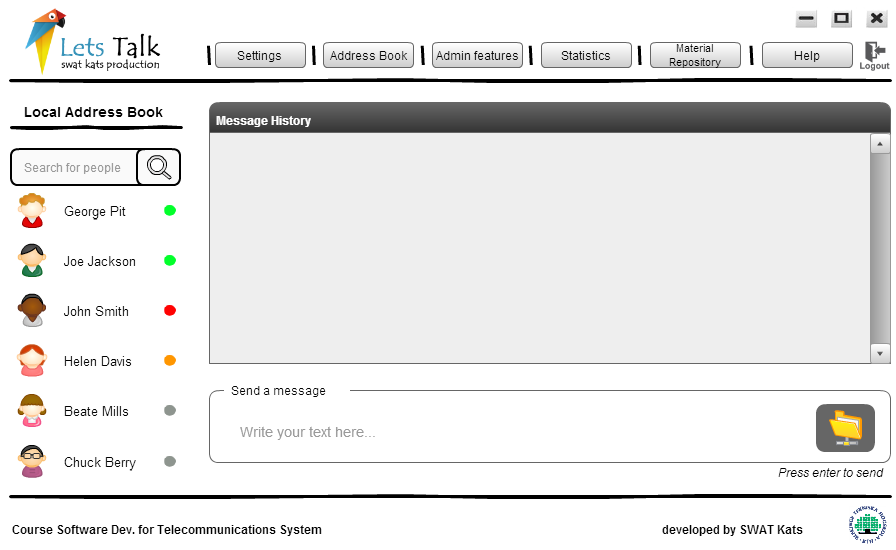 Lets Talk
swat kats production
Settings
Address Book
Admin features
Statistics
Material
Repository
Help
Logout
Local Address Book
Search for people
George Pit
Joe Jackson
John Smith
Helen Davis
Beate Mills
Chuck Berry
Message History
Send a message
Write your text here...
Press enter to send
Course Software Dev. for Telecommunications System
developed by SWAT Kats